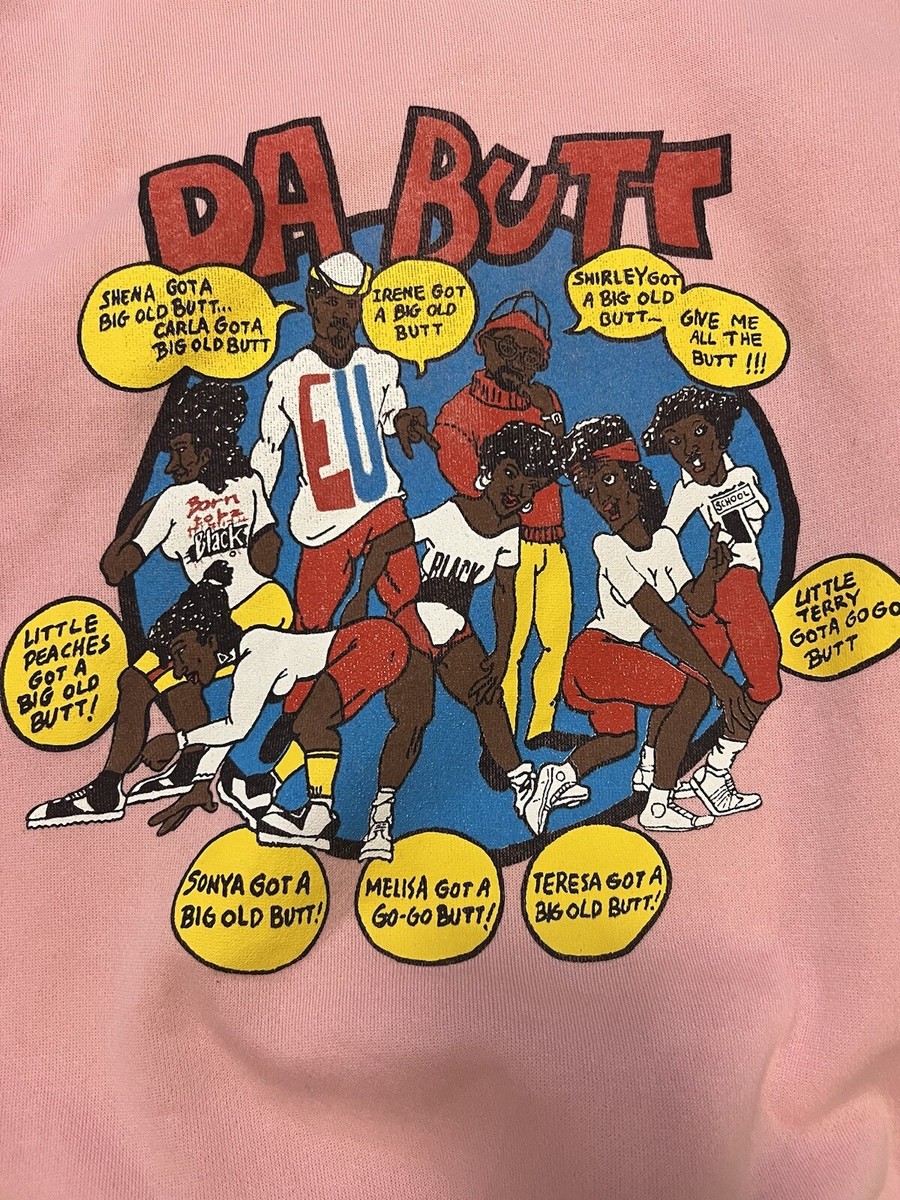 DA BUTT
SHENA GOTA
BIG OLD BUTT...
CARLA GOTA
BIG OLD BUTT
IRENE GOT
A BIG OLD
BUTT
SHIRLEY GOT
A BIG OLD
BUTT~
GIVE ME
ALL THE
BUTT !!!
EU
Born
Black
BLACK
SCHOOL
LITTLE
PEACHES
GOT A
BIG OLD
BUTT!
LITTLE
TERRY
GOTA GO GO
BUTT
SONYA GOT A
BIG OLD BUTT!
MELISA GOT A
GO-GO BUTT!
TERESA GOT A
BIG OLD BUTT!